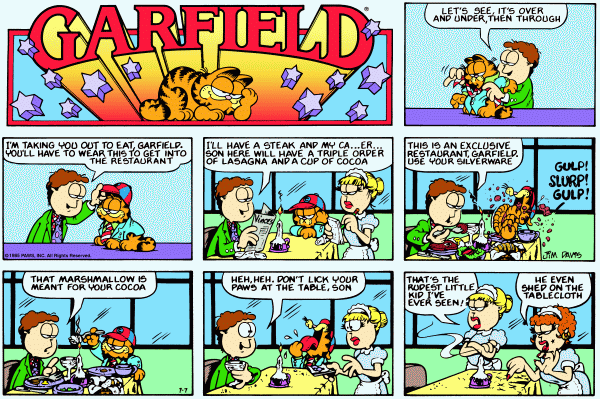 GARFIELD
®
LET'S SEE, IT'S OVER
AND UNDER, THEN THROUGH
I'M TAKING YOU OUT TO EAT, GARFIELD.
YOU'LL HAVE TO WEAR THIS TO GET INTO
THE RESTAURANT
© 1985 PAWS, INC. All Rights Reserved.
I'LL HAVE A STEAK AND MY CA...ER..
SON HERE WILL HAVE A TRIPLE ORDER
OF LASAGNA AND A CUP OF COCOA
THIS IS AN EXCLUSIVE
RESTAURANT, GARFIELD.
USE YOUR SILVERWARE
GULP!
SLURP!
GULP!
JIM DAVIS
THAT MARSHMALLOW IS
MEANT FOR YOUR COCOA
7-7
HEH, HEH. DON'T LICK YOUR
PAWS AT THE TABLE, SON
THAT'S THE
RUDEST LITTLE
KID I'VE
EVER SEEN!
HE EVEN
SHED ON THE
TABLECLOTH